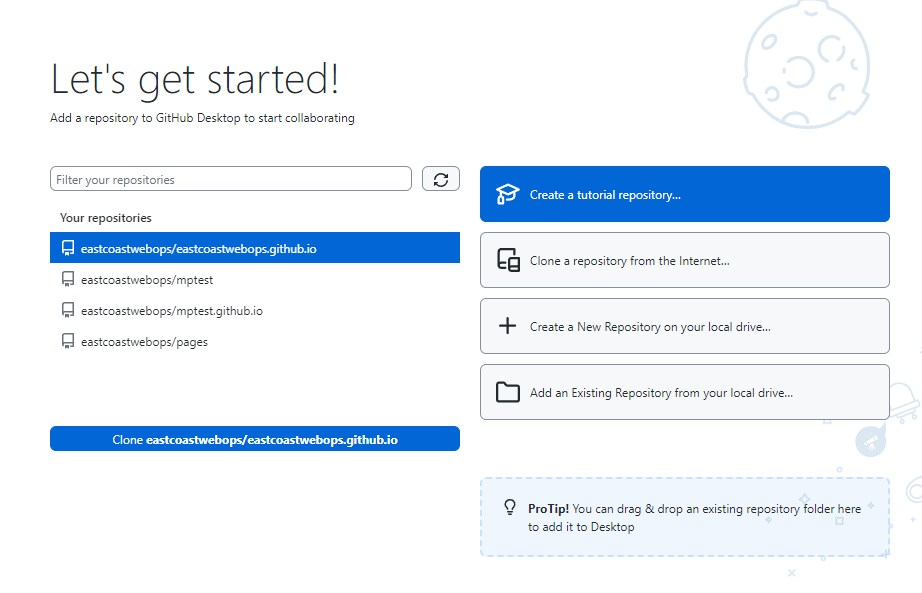 Let's get started!
Add a repository to GitHub Desktop to start collaborating
Filter your repositories
Your repositories
eastcoastwebops/eastcoastwebops.github.io
eastcoastwebops/mptest
eastcoastwebops/mptest.github.io
eastcoastwebops/pages
Clone eastcoastwebops/eastcoastwebops.github.io
Create a tutorial repository...
Clone a repository from the Internet...
Create a New Repository on your local drive...
Add an Existing Repository from your local drive...
ProTip! You can drag & drop an existing repository folder here
to add it to Desktop